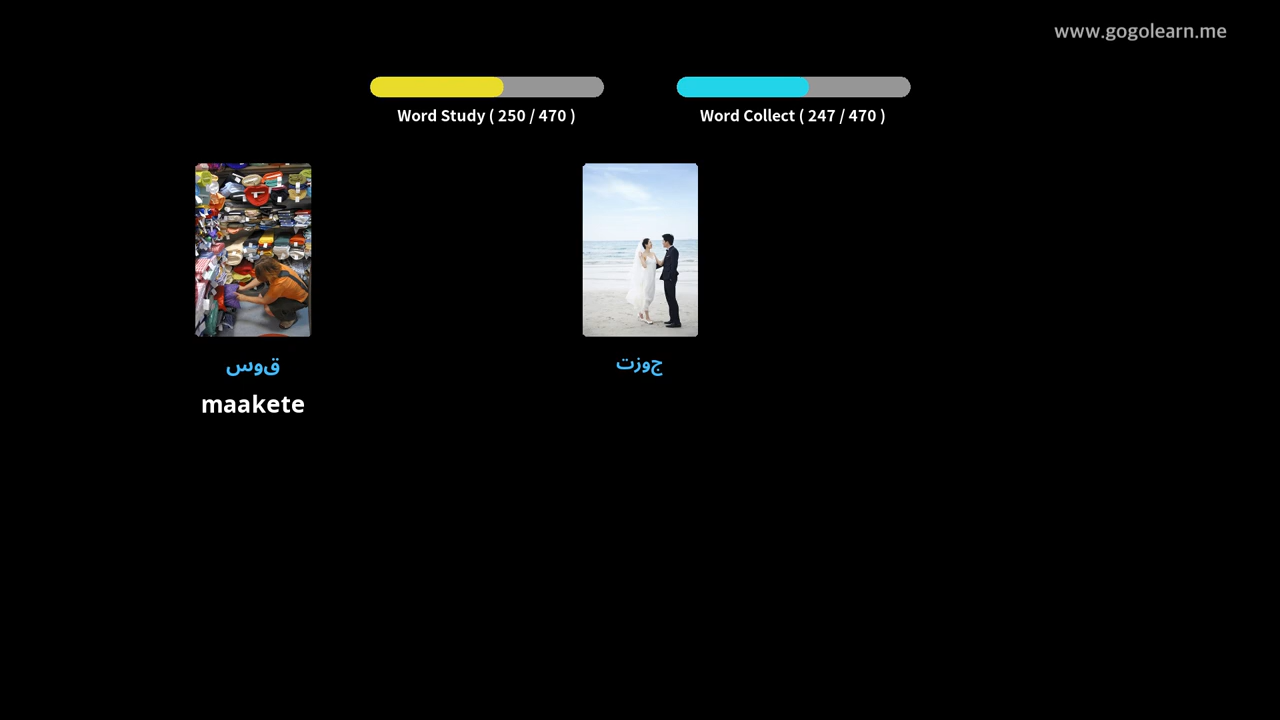 www.gogolearn.me
Word Study ( 250 / 470 )
Word Collect ( 247 / 470 )
قوس
جوزت
maakete